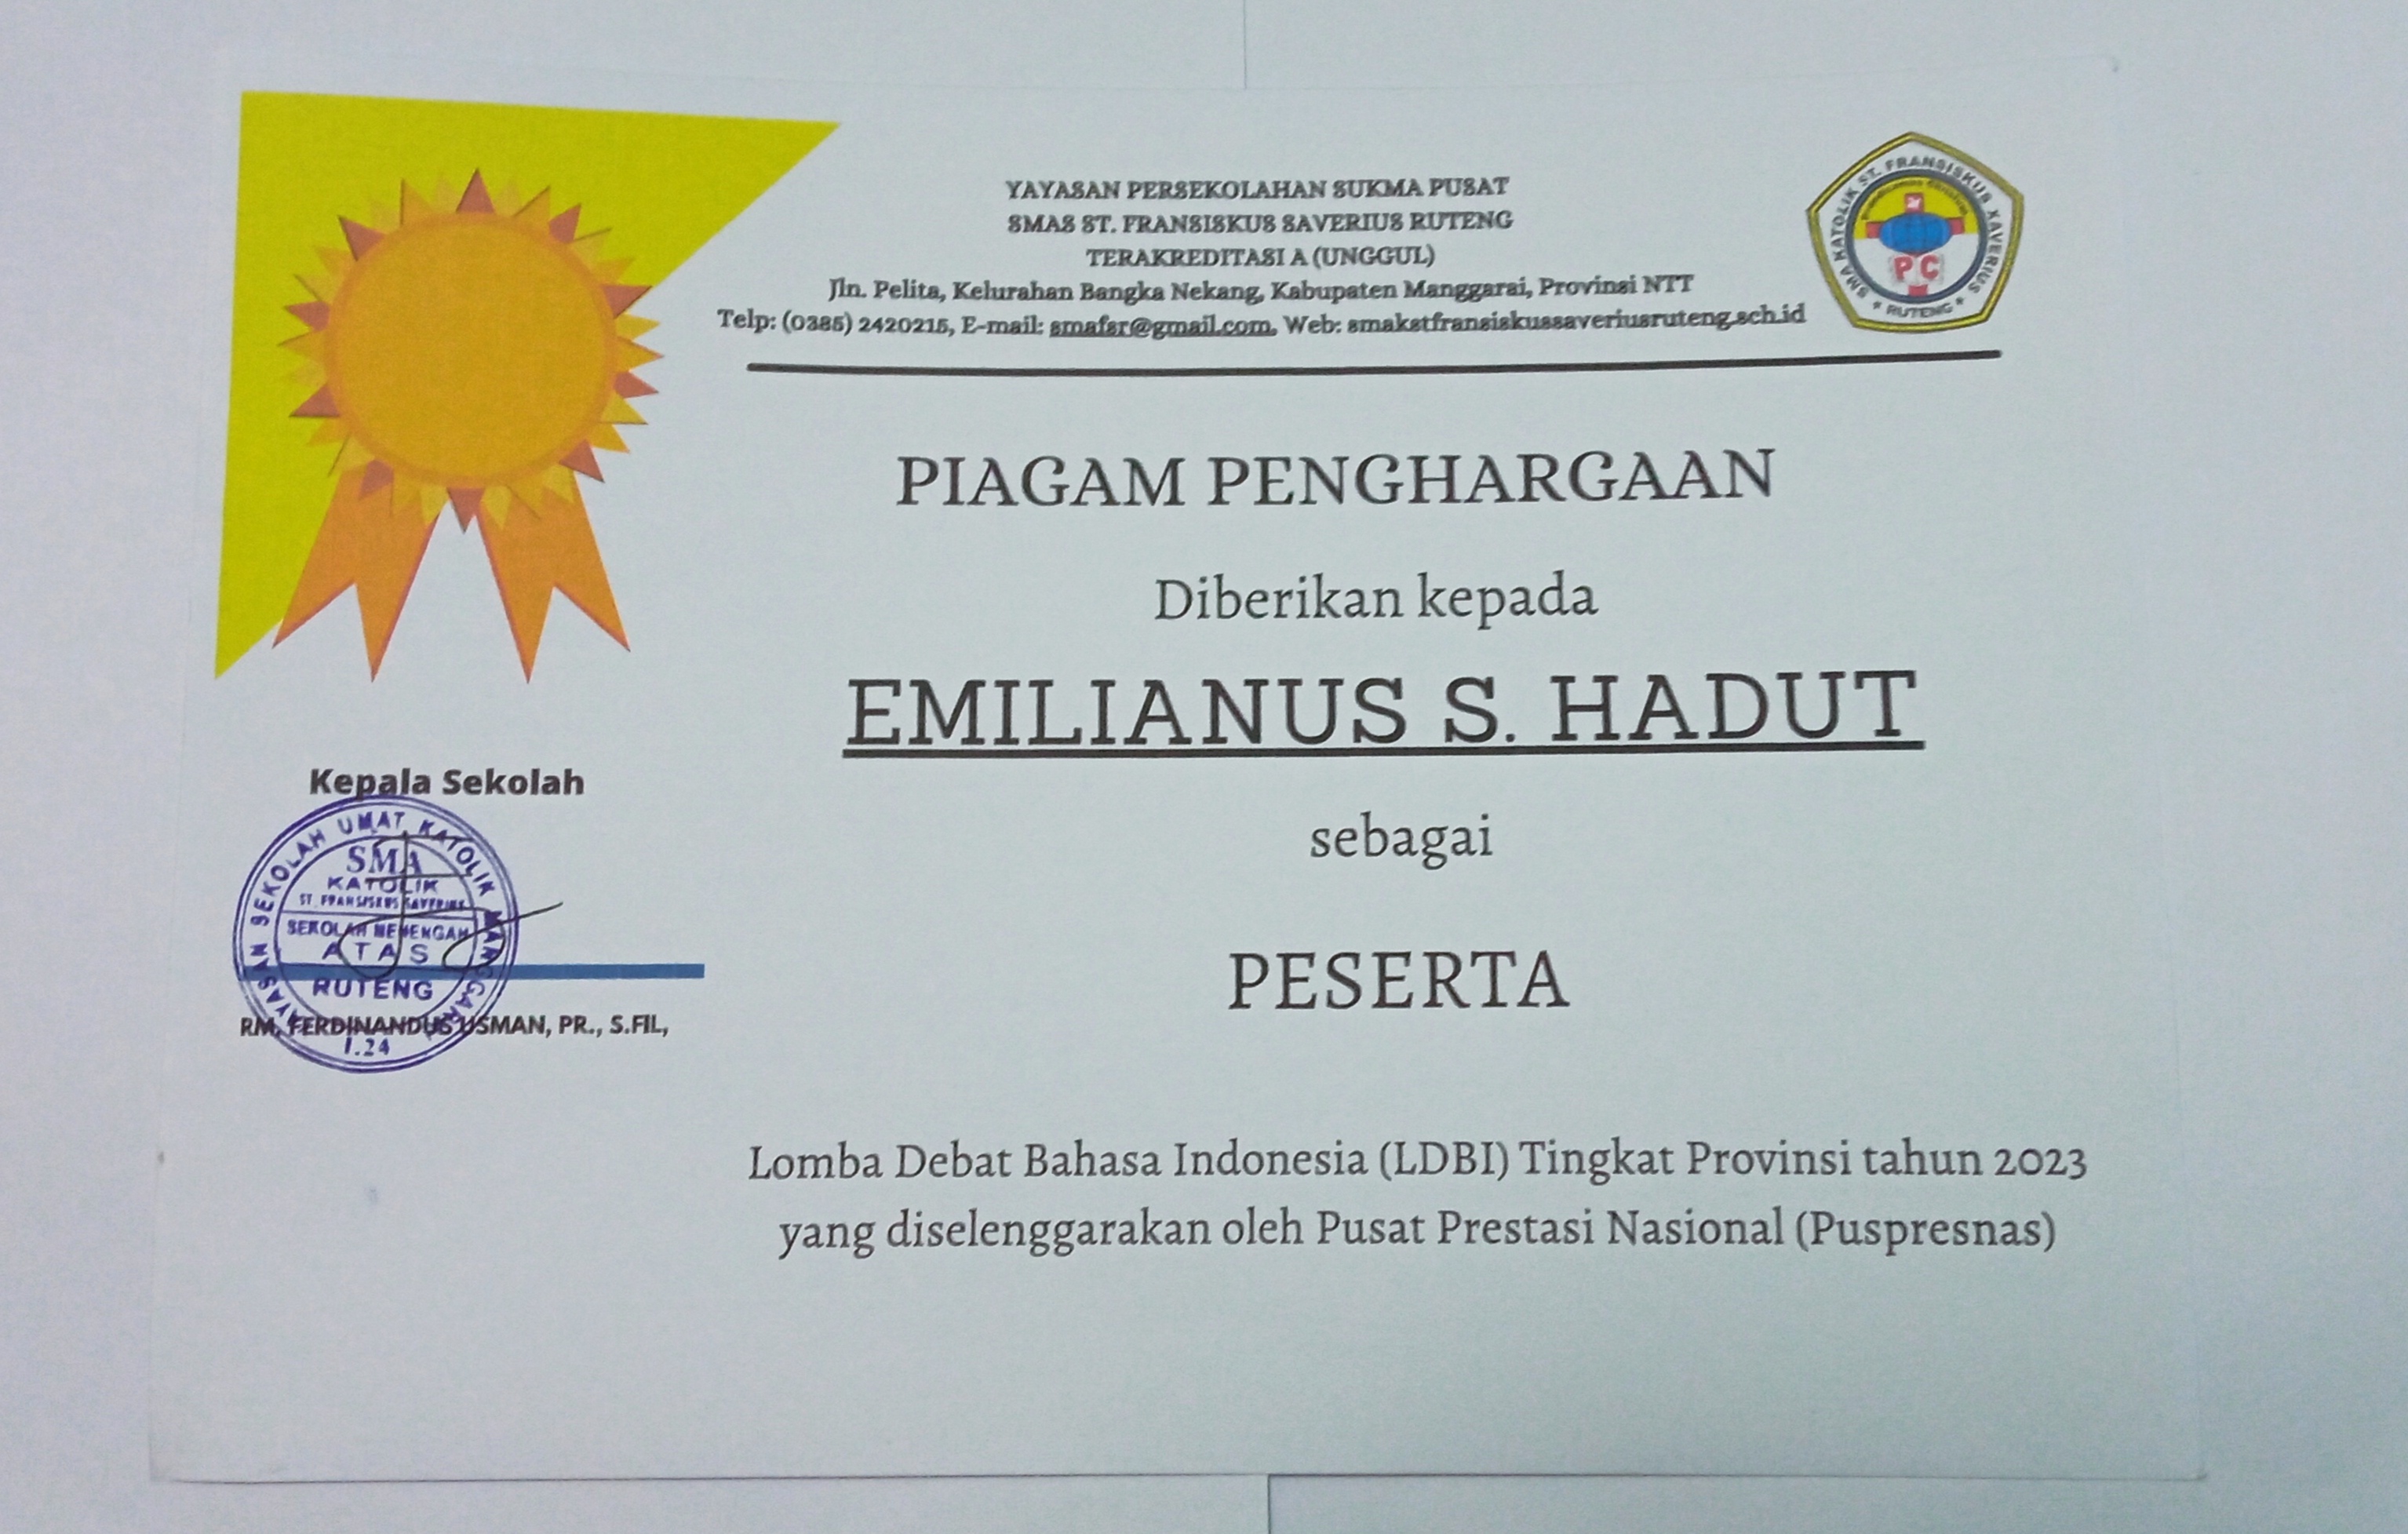 YAYASAN PERSEKOLAHAN SUKMA PUSAT
SMAS ST. FRANSISKUS SAVERIUS RUTENG
TERAKREDITASI A (UNGGUL)
Jln. Pelita, Kelurahan Bangka Nekang, Kabupaten Manggarai, Provinsi NTT
Telp: (0385) 2420215, E-mail: smafsr@gmail.com, Web: smakstfransiskussaveriusruteng.sch.id
SMA KATOLIK ST. FRANSISKUS XAVERIUS
* RUTENG *
P C
PIAGAM PENGHARGAAN
Diberikan kepada
EMILIANUS S. HADUT
sebagai
PESERTA
Lomba Debat Bahasa Indonesia (LDBI) Tingkat Provinsi tahun 2023
yang diselenggarakan oleh Pusat Prestasi Nasional (Puspresnas)
Kepala Sekolah
YAYASAN SEKOLAH UMAT KATOLIK MANGGARAI
SMA
KATOLIK
ST. FRANSISKUS SAVERIUS
SEKOLAH MENENGAH
ATAS
RUTENG
RM. FERDINANDUS USMAN, PR., S.FIL,
1.24